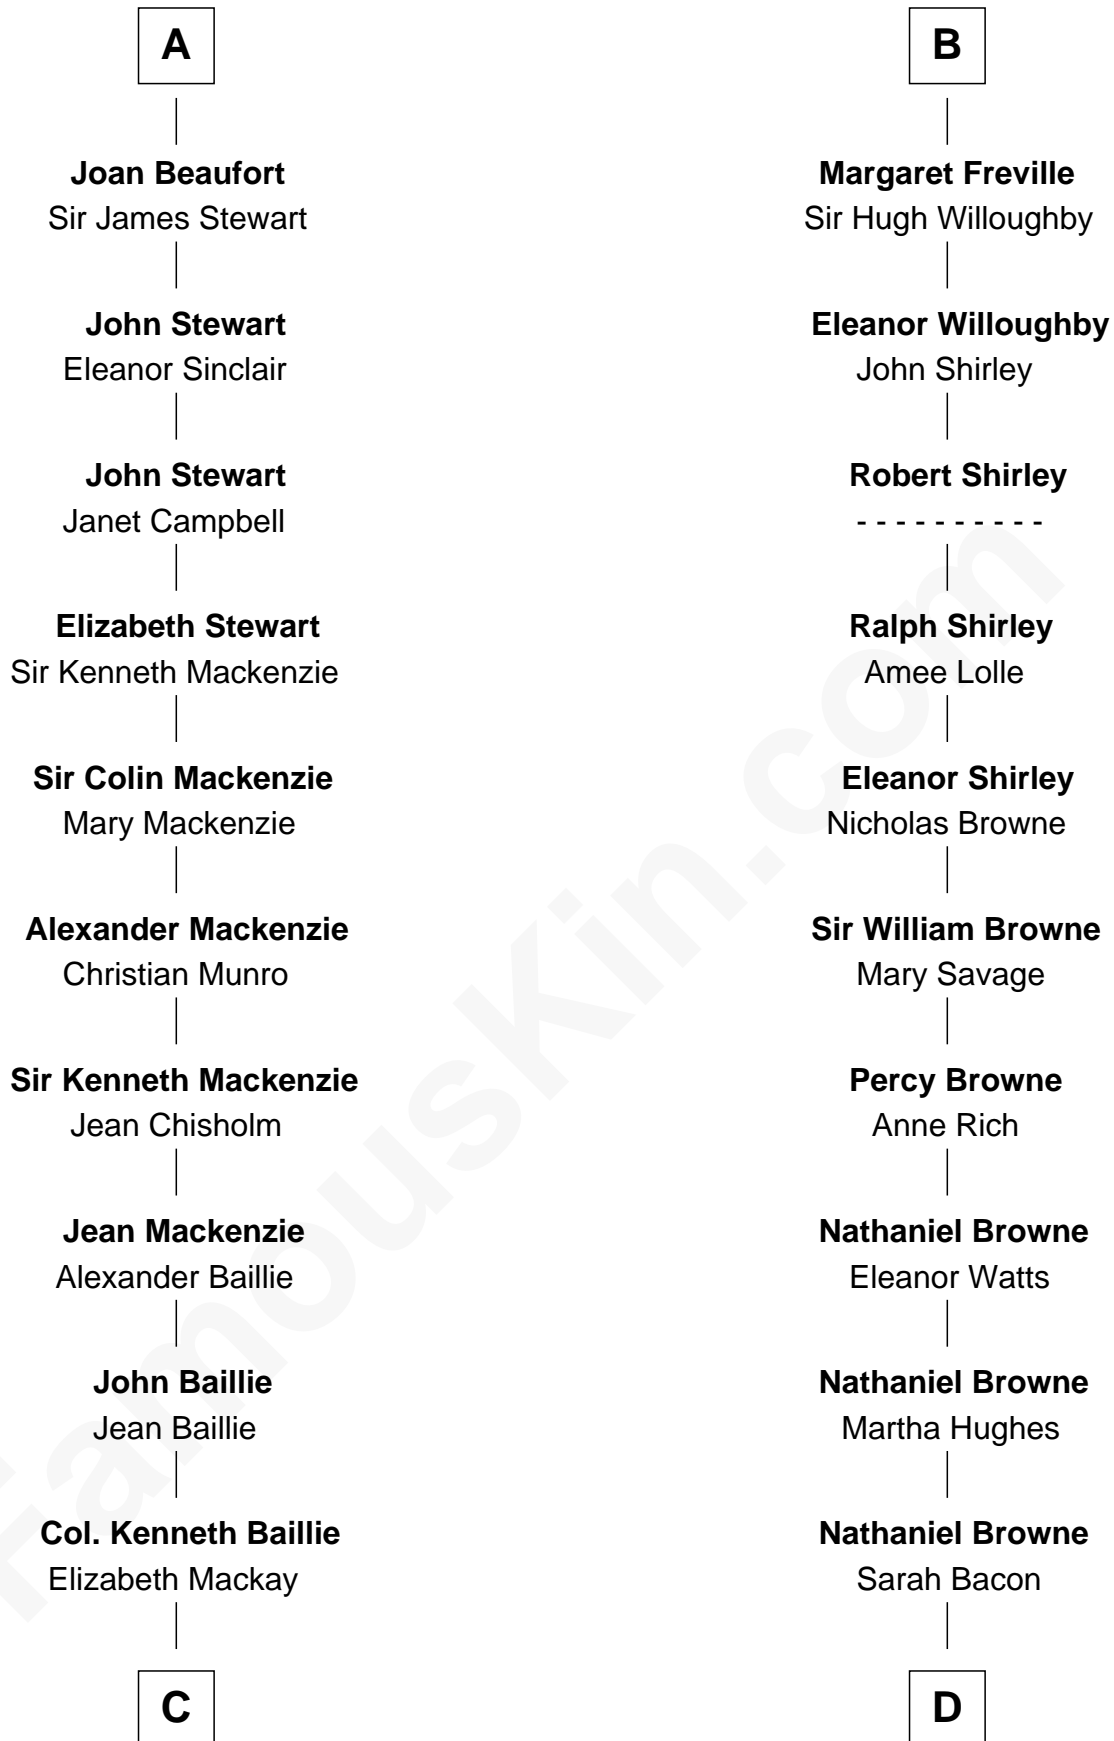 A
Joan Beaufort
Sir James Stewart
John Stewart
Eleanor Sinclair
John Stewart
Janet Campbell
Elizabeth Stewart
Sir Kenneth Mackenzie
Sir Colin Mackenzie
Mary Mackenzie
Alexander Mackenzie
Christian Munro
Sir Kenneth Mackenzie
Jean Chisholm
Jean Mackenzie
Alexander Baillie
John Baillie
Jean Baillie
Col. Kenneth Baillie
Elizabeth Mackay
C
B
Margaret Freville
Sir Hugh Willoughby
Eleanor Willoughby
John Shirley
Robert Shirley
- - - - - - - - - -
Ralph Shirley
Amee Lolle
Eleanor Shirley
Nicholas Browne
Sir William Browne
Mary Savage
Percy Browne
Anne Rich
Nathaniel Browne
Eleanor Watts
Nathaniel Browne
Martha Hughes
Nathaniel Browne
Sarah Bacon
D
FamousKin.com